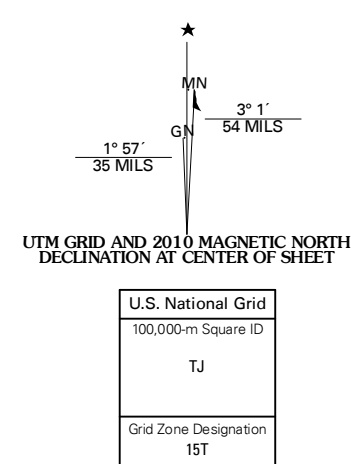 ★
MN
GN
3° 1´
54 MILS
1° 57´
35 MILS
UTM GRID AND 2010 MAGNETIC NORTH
DECLINATION AT CENTER OF SHEET
U.S. National Grid
100,000-m Square ID
TJ
Grid Zone Designation
15T